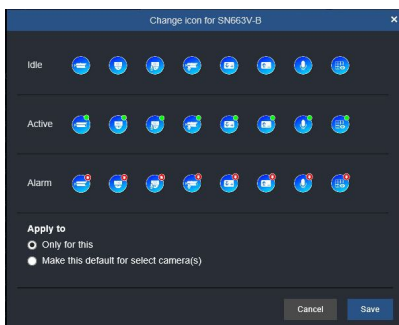 Change icon for SN663V-B
×
Idle
Active
Alarm
Apply to
Only for this
Make this default for select camera(s)
Cancel
Save